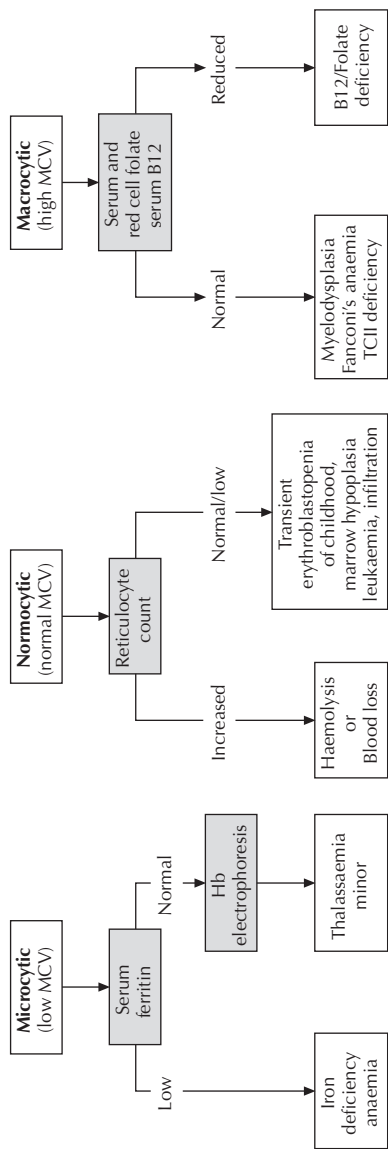 Microcytic
(low MCV)
Serum
ferritin
Low
Normal
Hb
electrophoresis
Iron
deficiency
anaemia
Thalassaemia
minor
Normocytic
(normal MCV)
Reticulocyte
count
Increased
Normal/low
Haemolysis
or
Blood loss
Transient
erythroblastopenia
of childhood,
marrow hypoplasia
leukaemia, infiltration
Macrocytic
(high MCV)
Serum and
red cell folate
serum B12
Normal
Reduced
Myelodysplasia
Fanconi's anaemia
TCII deficiency
B12/Folate
deficiency